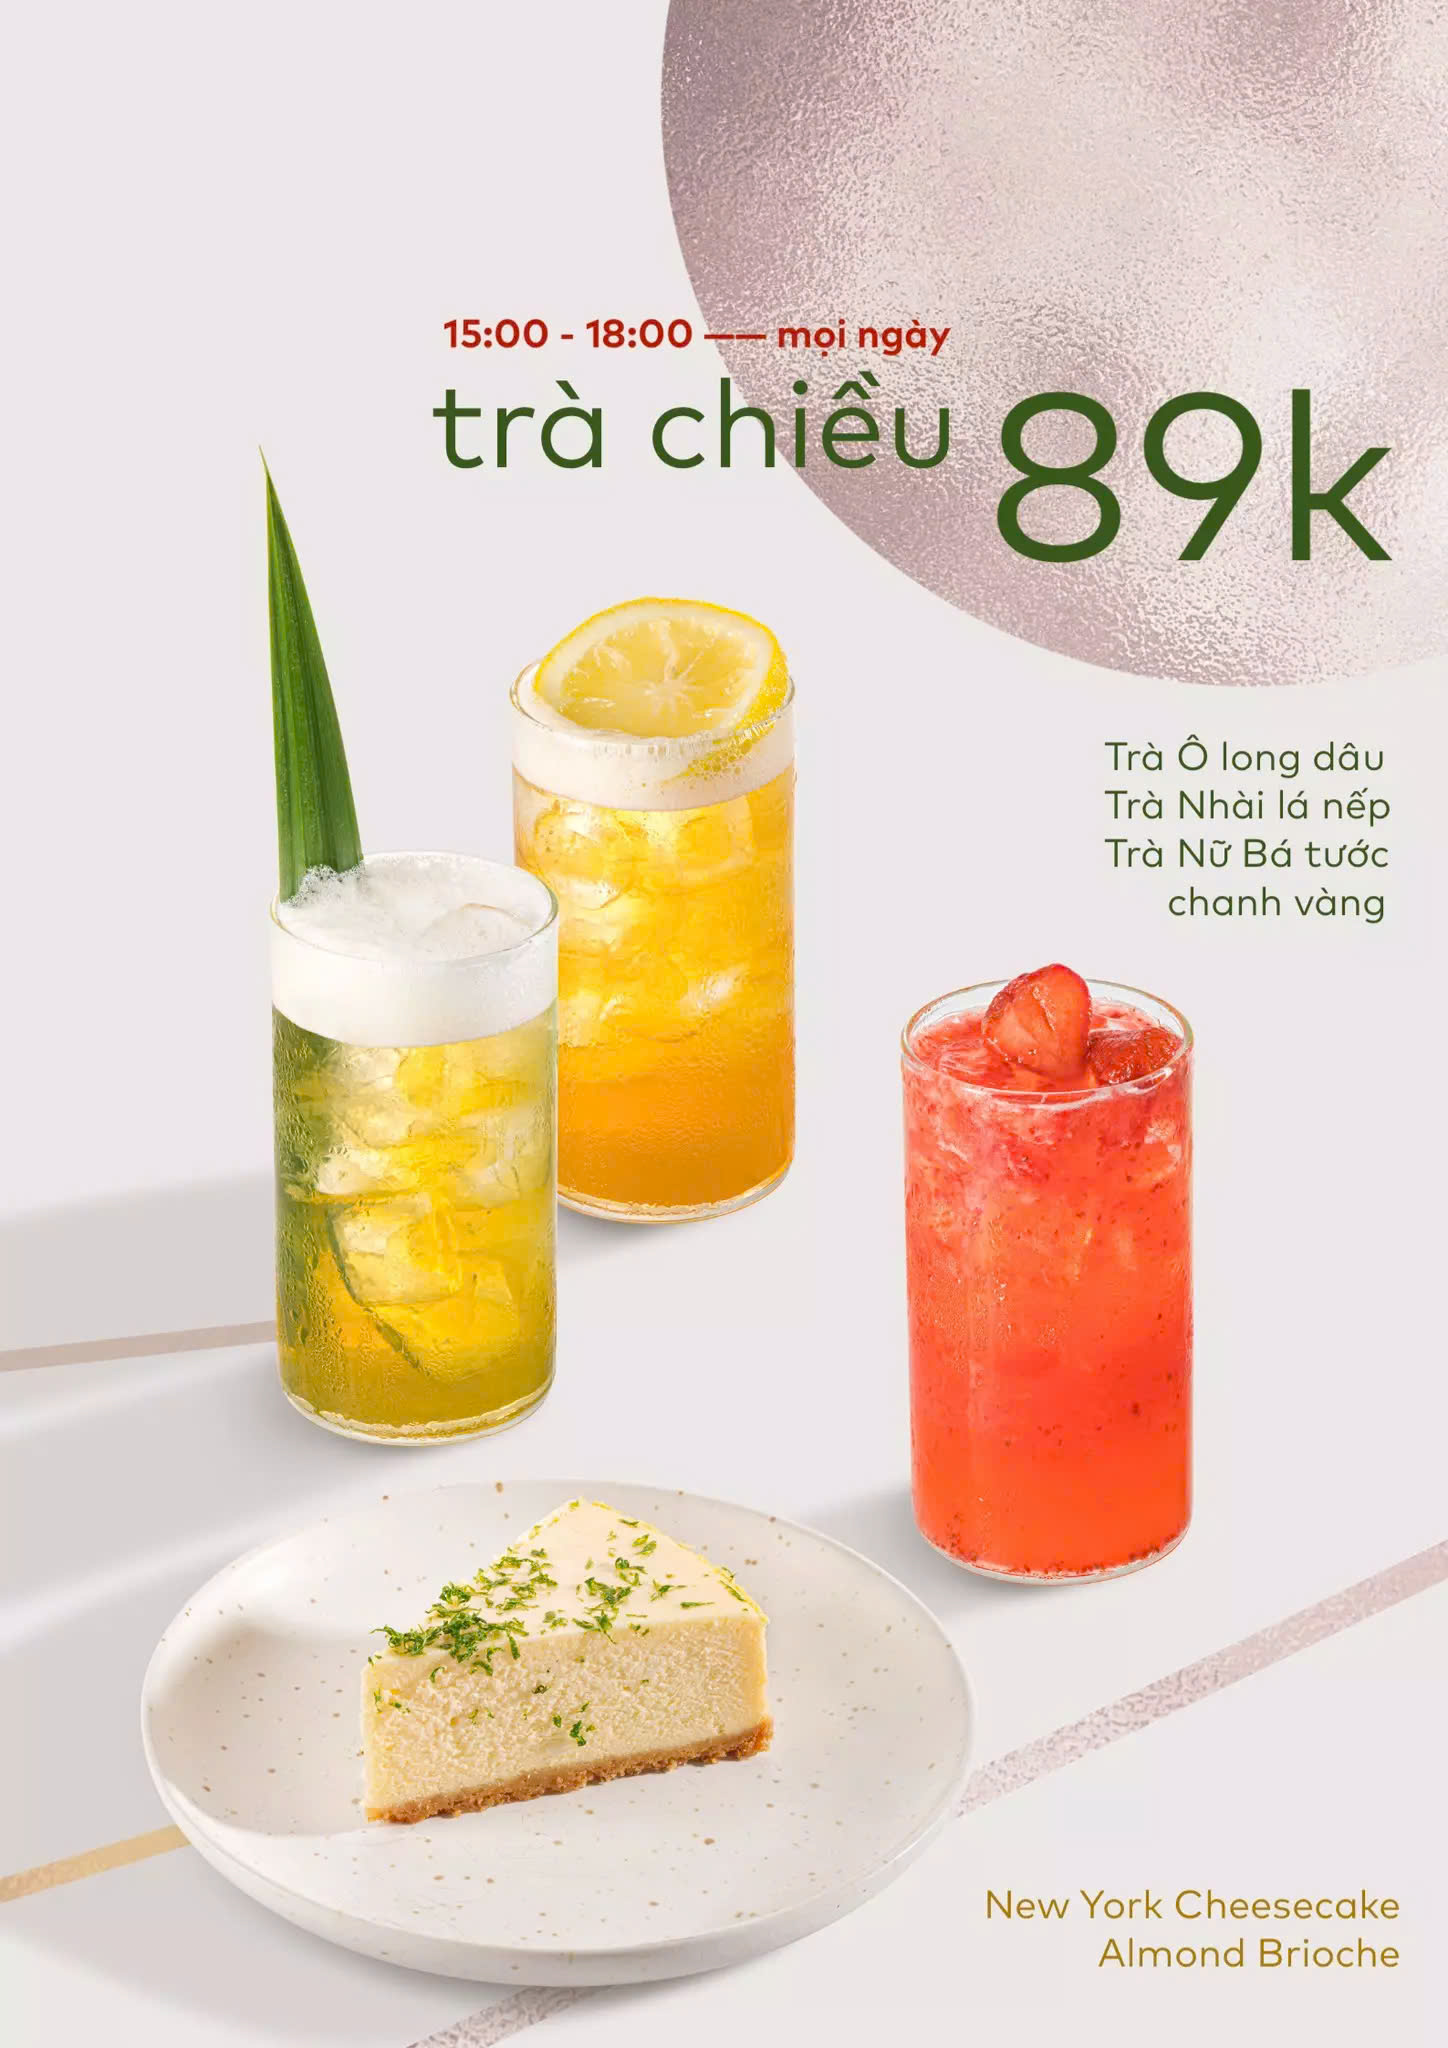 15:00 - 18:00 —— mọi ngày
trà chiều 89k
Trà Ô long dâu
Trà Nhài lá nếp
Trà Nữ Bá tước
chanh vàng
New York Cheesecake
Almond Brioche